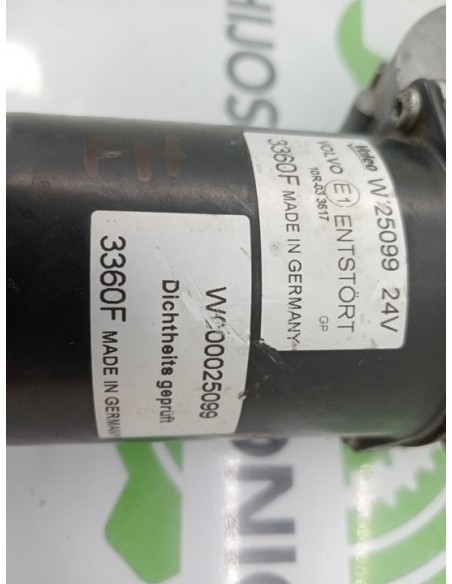 Valeo W 25099 24V
VOLVO E1 ENTSTÖRT
10R-03 3617
GP
3360F MADE IN GERMANY
W000025099
Dichtheits geprüft
3360F MADE IN GERMANY
HIJOS